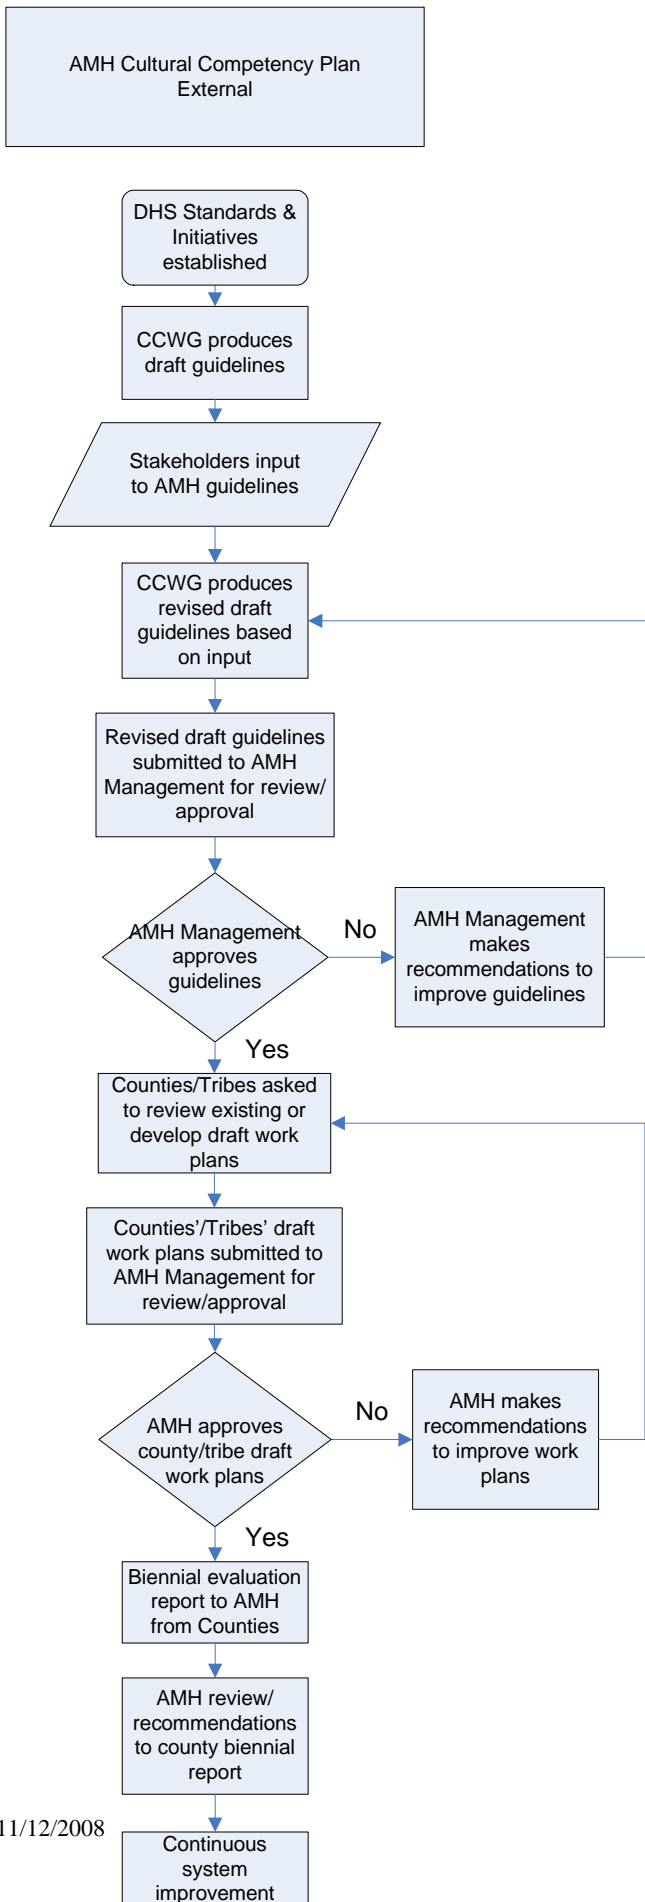 AMH Cultural Competency Plan
External
DHS Standards &
Initiatives
established
CCWG produces
draft guidelines
Stakeholders input
to AMH guidelines
CCWG produces
revised draft
guidelines based
on input
Revised draft guidelines
submitted to AMH
Management for review/
approval
AMH Management
approves
guidelines
No
AMH Management
makes
recommendations to
improve guidelines
Yes
Counties/Tribes asked
to review existing or
develop draft work
plans
Counties’/Tribes’ draft
work plans submitted to
AMH Management for
review/approval
AMH approves
county/tribe draft
work plans
No
AMH makes
recommendations
to improve work
plans
Yes
Biennial evaluation
report to AMH
from Counties
AMH review/
recommendations
to county biennial
report
11/12/2008
Continuous
system
improvement